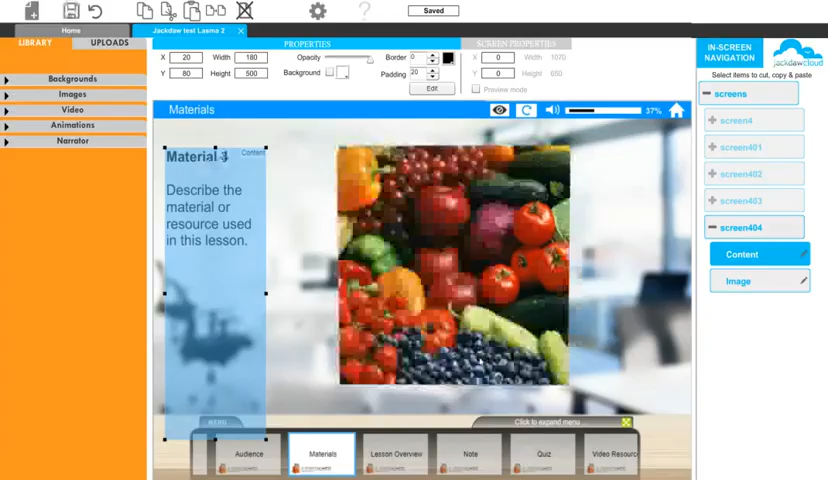 Saved
Home
Jackdaw test Lasma 2
LIBRARY
UPLOADS
Backgrounds
Images
Video
Animations
Narrator
PROPERTIES
X 20 Width 180 Opacity Border 0
Y 80 Height 500 Background Padding 20
Edit
SCREEN PROPERTIES
X 0 Width 1070
Y 0 Height 650
Preview mode
IN-SCREEN
NAVIGATION
jackdawcloud
Select items to cut, copy & paste
screens
screen4
screen401
screen402
screen403
screen404
Content
Image
Materials
37%
Content
Material
Describe the
material or
resource used
in this lesson.
MENU
Click to expand menu ...
Audience
Materials
Lesson Overview
Note
Quiz
Video Resourc